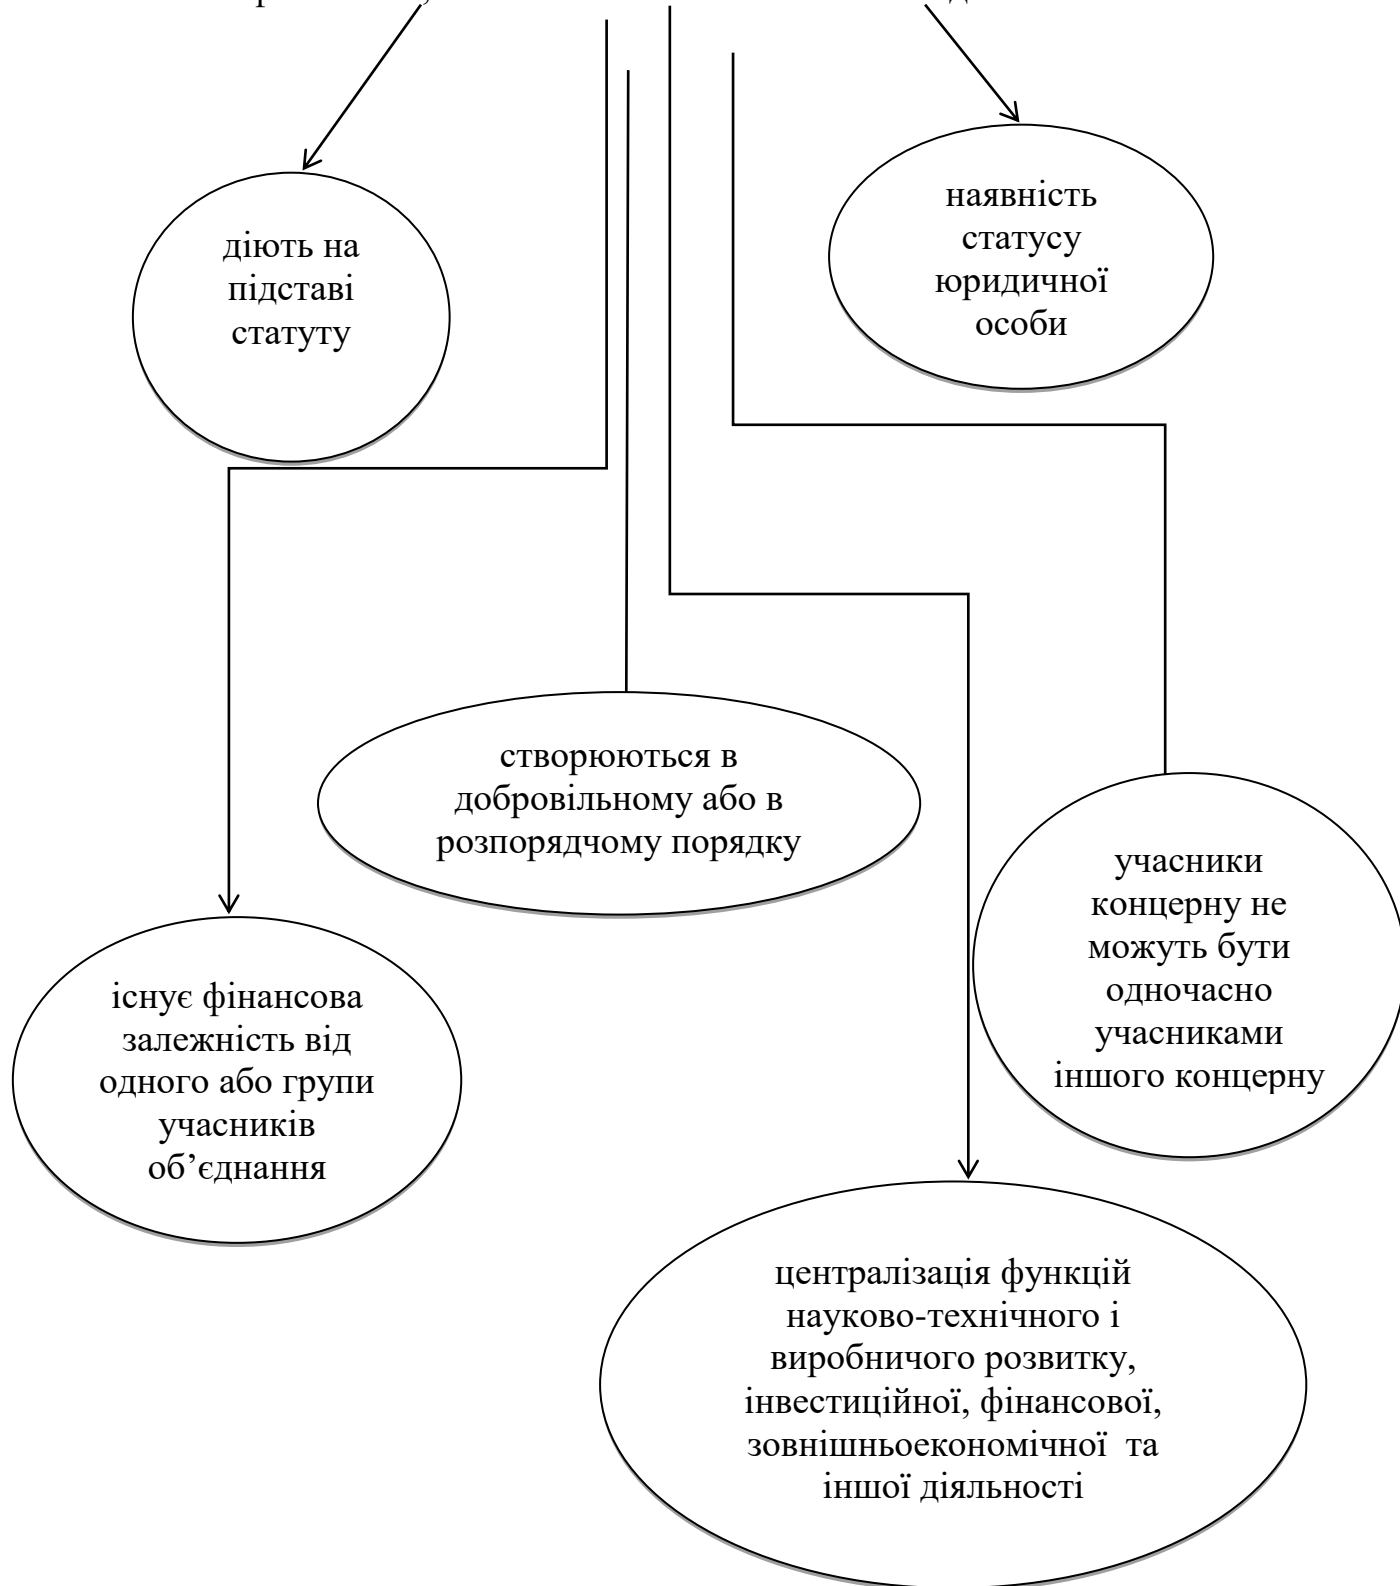 наявність
статусу
юридичної
особи
діють на
підставі
статуту
створюються в
добровільному або в
розпорядчому порядку
учасники
концерну не
можуть бути
одночасно
учасниками
іншого концерну
існує фінансова
залежність від
одного або групи
учасників
об’єднання
централізація функцій
науково-технічного і
виробничого розвитку,
інвестиційної, фінансової,
зовнішньоекономічної та
іншої діяльності